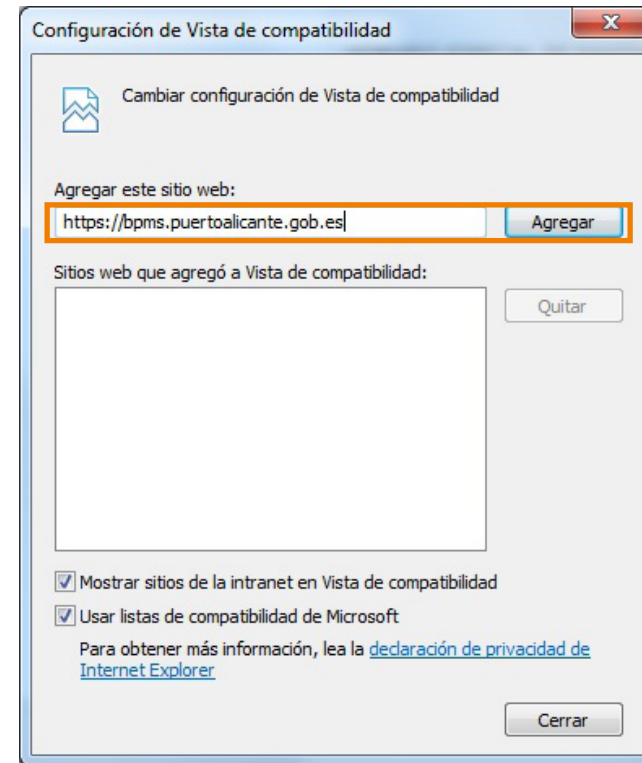 Configuración de Vista de compatibilidad
Cambiar configuración de Vista de compatibilidad
Agregar este sitio web:
https://bpms.puertoalicante.gob.es
Agregar
Sitios web que agregó a Vista de compatibilidad:
Quitar
Mostrar sitios de la intranet en Vista de compatibilidad
Usar listas de compatibilidad de Microsoft
Para obtener más información, lea la declaración de privacidad de
Internet Explorer
Cerrar